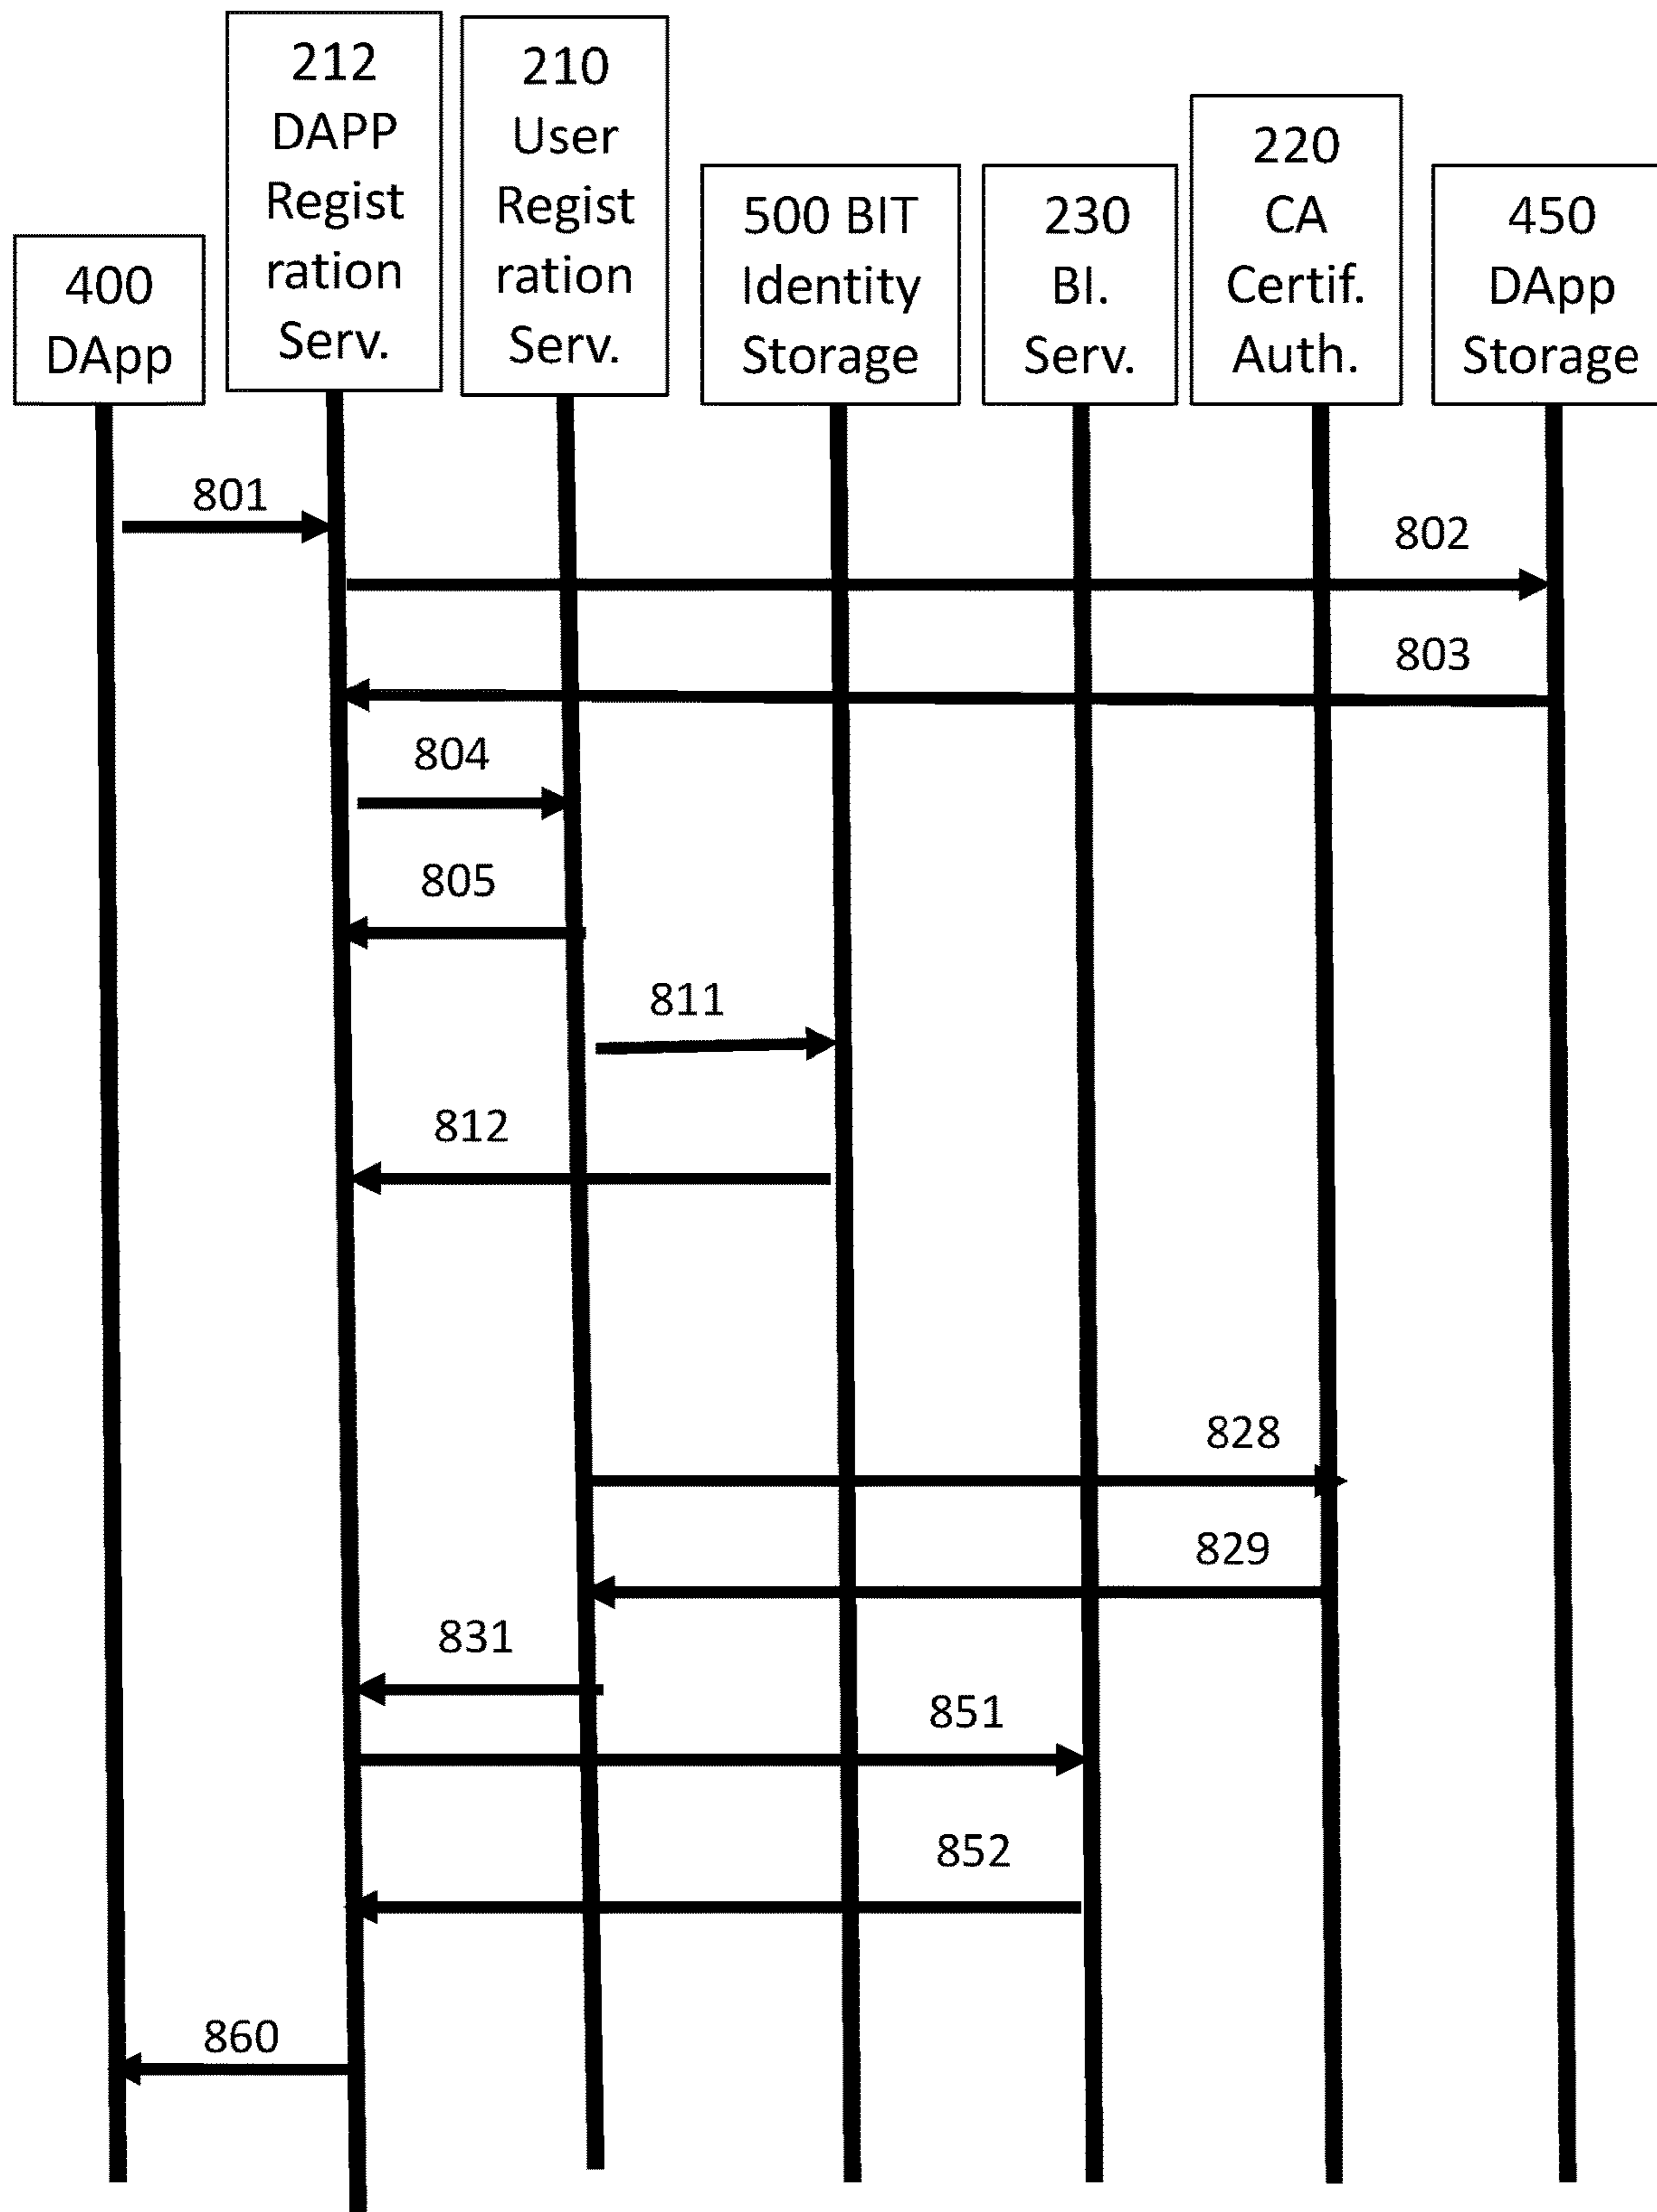 400
DApp
212
DAPP
Regist
ration
Serv.
210
User
Regist
ration
Serv.
500 BIT
Identity
Storage
230
BI.
Serv.
220
CA
Certif.
Auth.
450
DApp
Storage
801
802
803
804
805
811
812
828
829
831
851
852
860